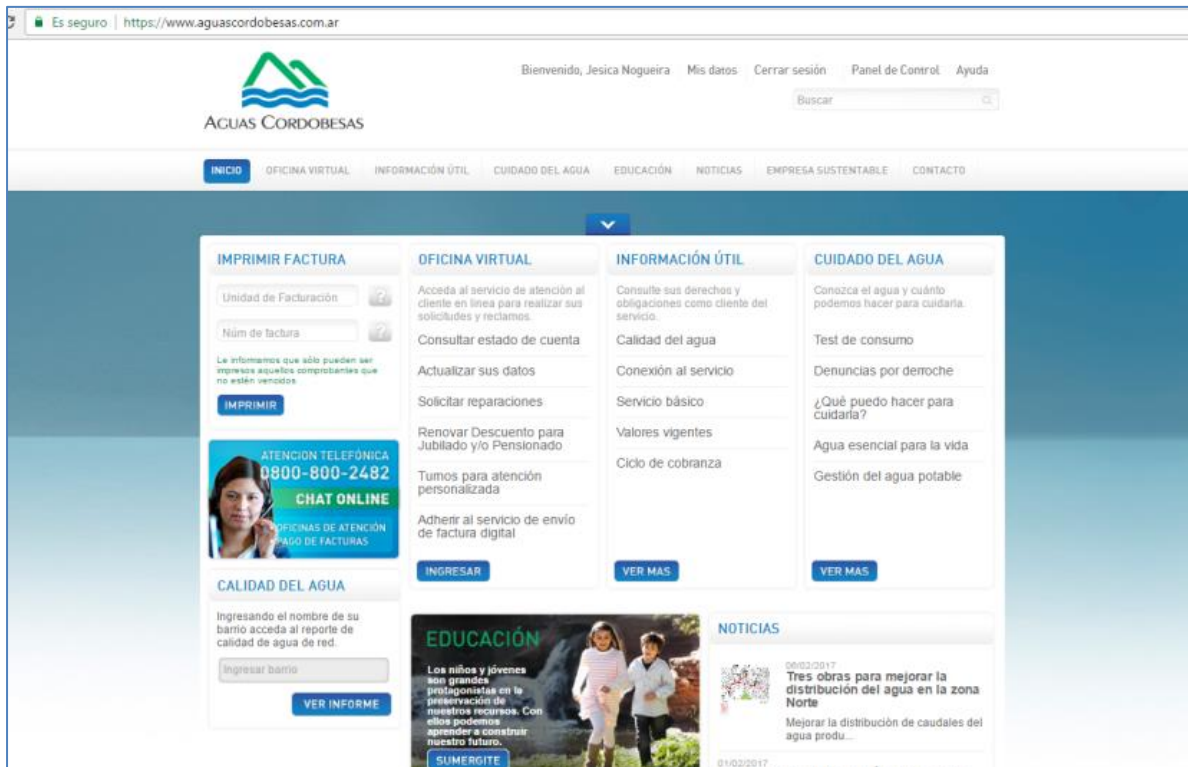 Es seguro | https://www.aguascordobesas.com.ar
AGUAS CORDOBESAS
Bienvenido, Jesica Nogueira Mis datos Cerrar sesión Panel de Control Ayuda
Buscar
INICIO OFICINA VIRTUAL INFORMACIÓN ÚTIL CUIDADO DEL AGUA EDUCACIÓN NOTICIAS EMPRESA SUSTENTABLE CONTACTO
IMPRIMIR FACTURA
Unidad de Facturación ?
Núm de factura ?
Le informamos que sólo pueden ser
impresos aquellos comprobantes que
no estén vencidos
IMPRIMIR
ATENCION TELEFÓNICA
0800-800-2482
CHAT ONLINE
OFICINAS DE ATENCIÓN
PAGO DE FACTURAS
CALIDAD DEL AGUA
Ingresando el nombre de su
barrio acceda al reporte de
calidad de agua de red.
Ingresar barrio
VER INFORME
OFICINA VIRTUAL
Acceda al servicio de atención al
cliente en línea para realizar sus
solicitudes y reclamos.
Consultar estado de cuenta
Actualizar sus datos
Solicitar reparaciones
Renovar Descuento para
Jubilado y/o Pensionado
Turnos para atención
personalizada
Adherir al servicio de envío
de factura digital
INGRESAR
INFORMACIÓN ÚTIL
Consulte sus derechos y
obligaciones como cliente del
servicio.
Calidad del agua
Conexión al servicio
Servicio básico
Valores vigentes
Ciclo de cobranza
VER MAS
CUIDADO DEL AGUA
Conozca el agua y cuánto
podemos hacer para cuidarla.
Test de consumo
Denuncias por derroche
¿Qué puedo hacer para
cuidarla?
Agua esencial para la vida
Gestión del agua potable
VER MAS
EDUCACIÓN
Los niños y jóvenes
son grandes
protagonistas en la
preservación de
nuestros recursos. Con
ellos podemos
aprender a construir
nuestro futuro.
SUMERGITE
NOTICIAS
06/02/2017
Tres obras para mejorar la
distribución del agua en la zona
Norte
Mejorar la distribución de caudales del
agua produ...
01/02/2017